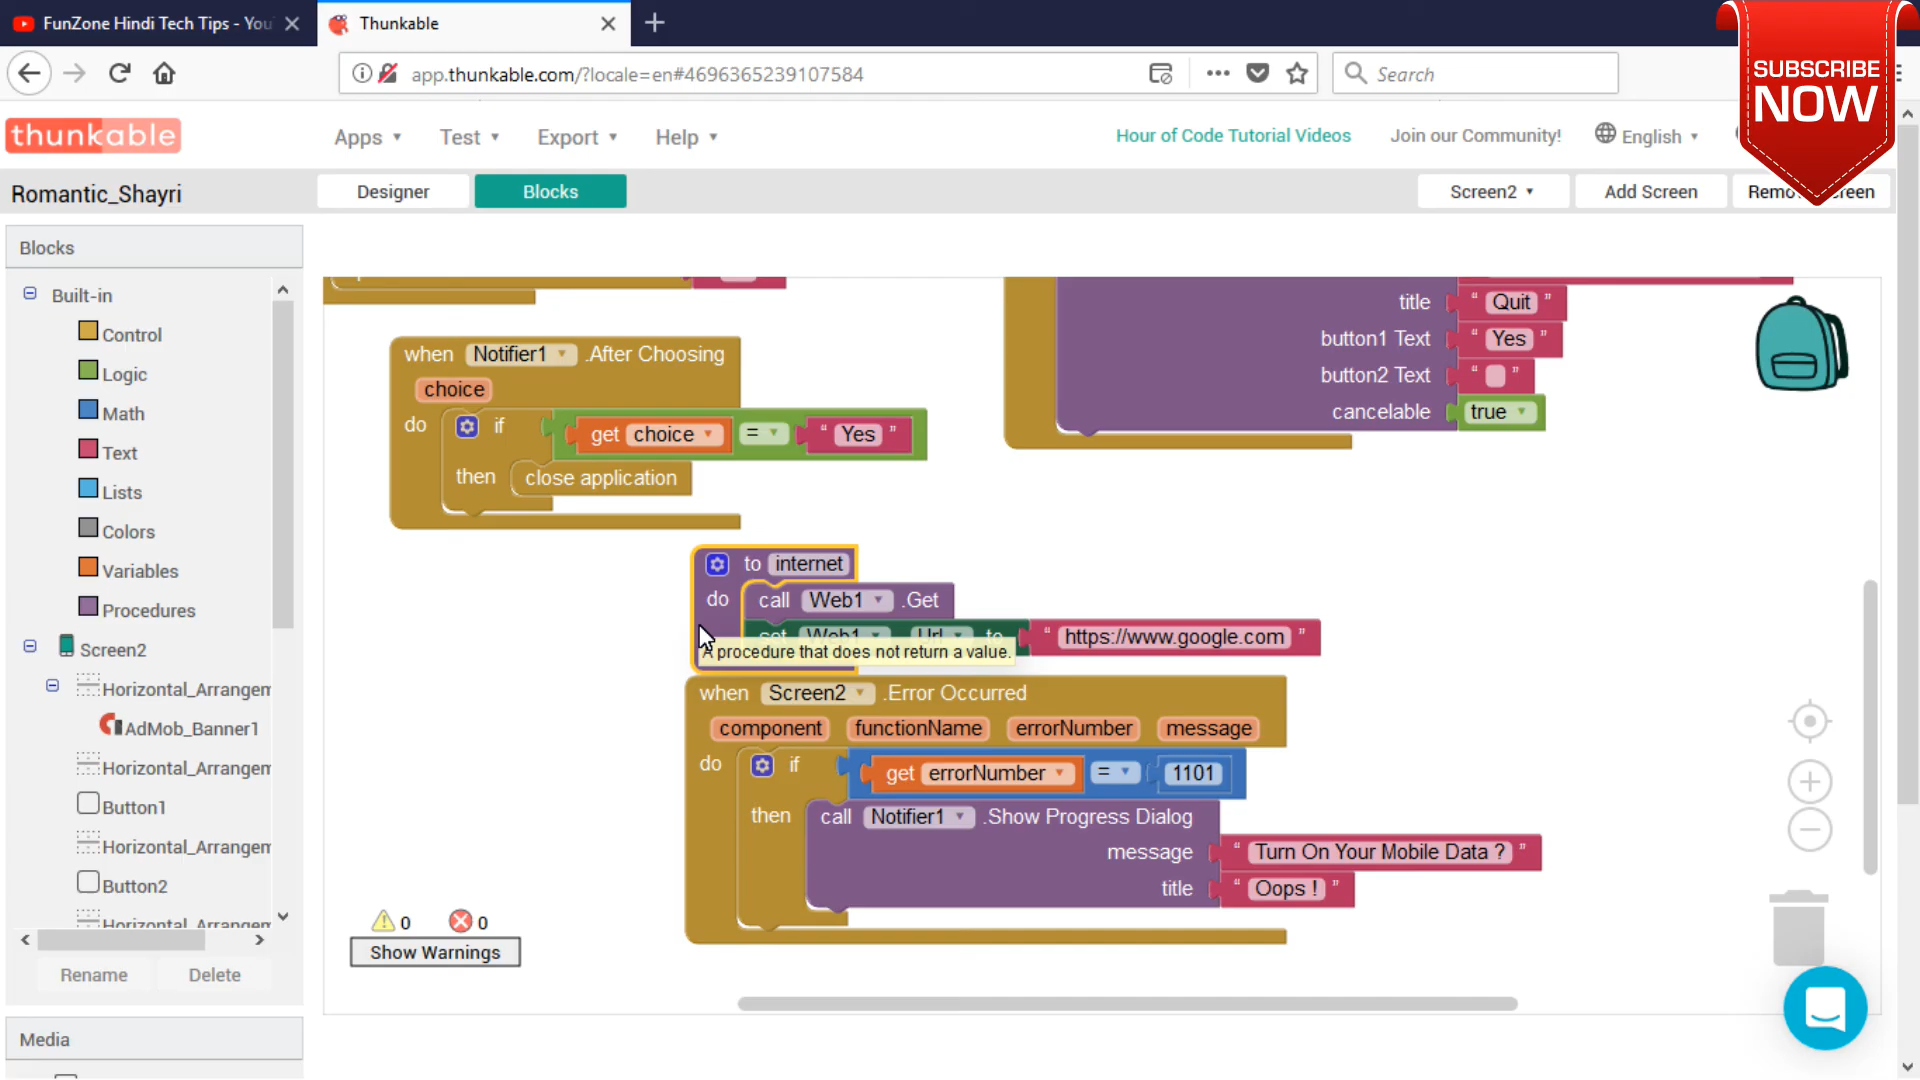 FunZone Hindi Tech Tips - You
Thunkable
SUBSCRIBE
NOW
app.thunkable.com/?locale=en#4696365239107584
Search
thunkable
Apps
Test
Export
Help
Hour of Code Tutorial Videos
Join our Community!
English
Romantic_Shayri
Designer
Blocks
Screen2
Add Screen
Blocks
Built-in
Control
Logic
Math
Text
Lists
Colors
Variables
Procedures
Screen2
Horizontal_Arrangem
AdMob_Banner1
Horizontal_Arrangem
Button1
Horizontal_Arrangem
Button2
Horizontal_Arrangem
Rename
Delete
Media
title " Quit "
button1 Text " Yes "
button2 Text " "
cancelable true
when Notifier1 .After Choosing
choice
do if get choice = " Yes "
then close application
to internet
do call Web1 .Get
set Web1 . Url to " https://www.google.com "
A procedure that does not return a value.
when Screen2 .Error Occurred
component functionName errorNumber message
do if get errorNumber = 1101
then call Notifier1 .Show Progress Dialog
message " Turn On Your Mobile Data ? "
title " Oops ! "
0 0
Show Warnings